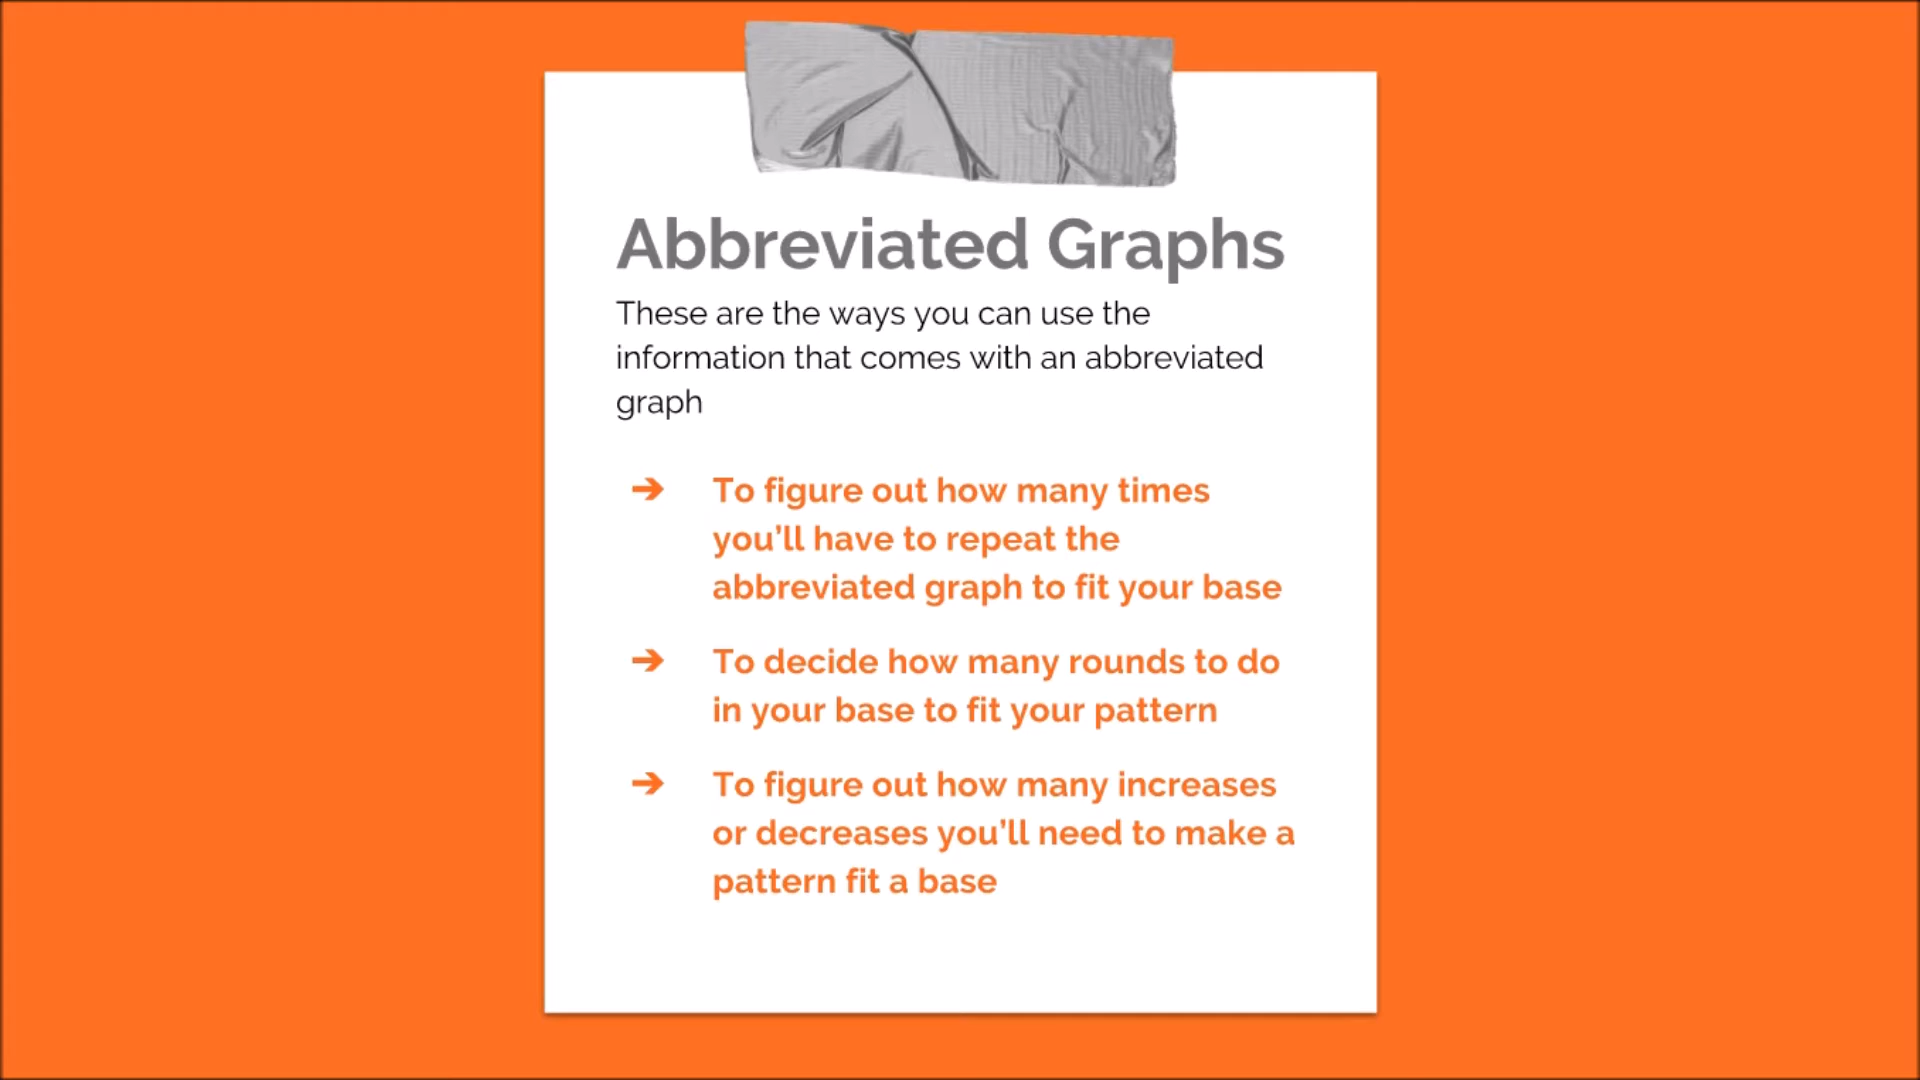 Abbreviated Graphs
These are the ways you can use the
information that comes with an abbreviated
graph
➔ To figure out how many times
you’ll have to repeat the
abbreviated graph to fit your base
➔ To decide how many rounds to do
in your base to fit your pattern
➔ To figure out how many increases
or decreases you’ll need to make a
pattern fit a base